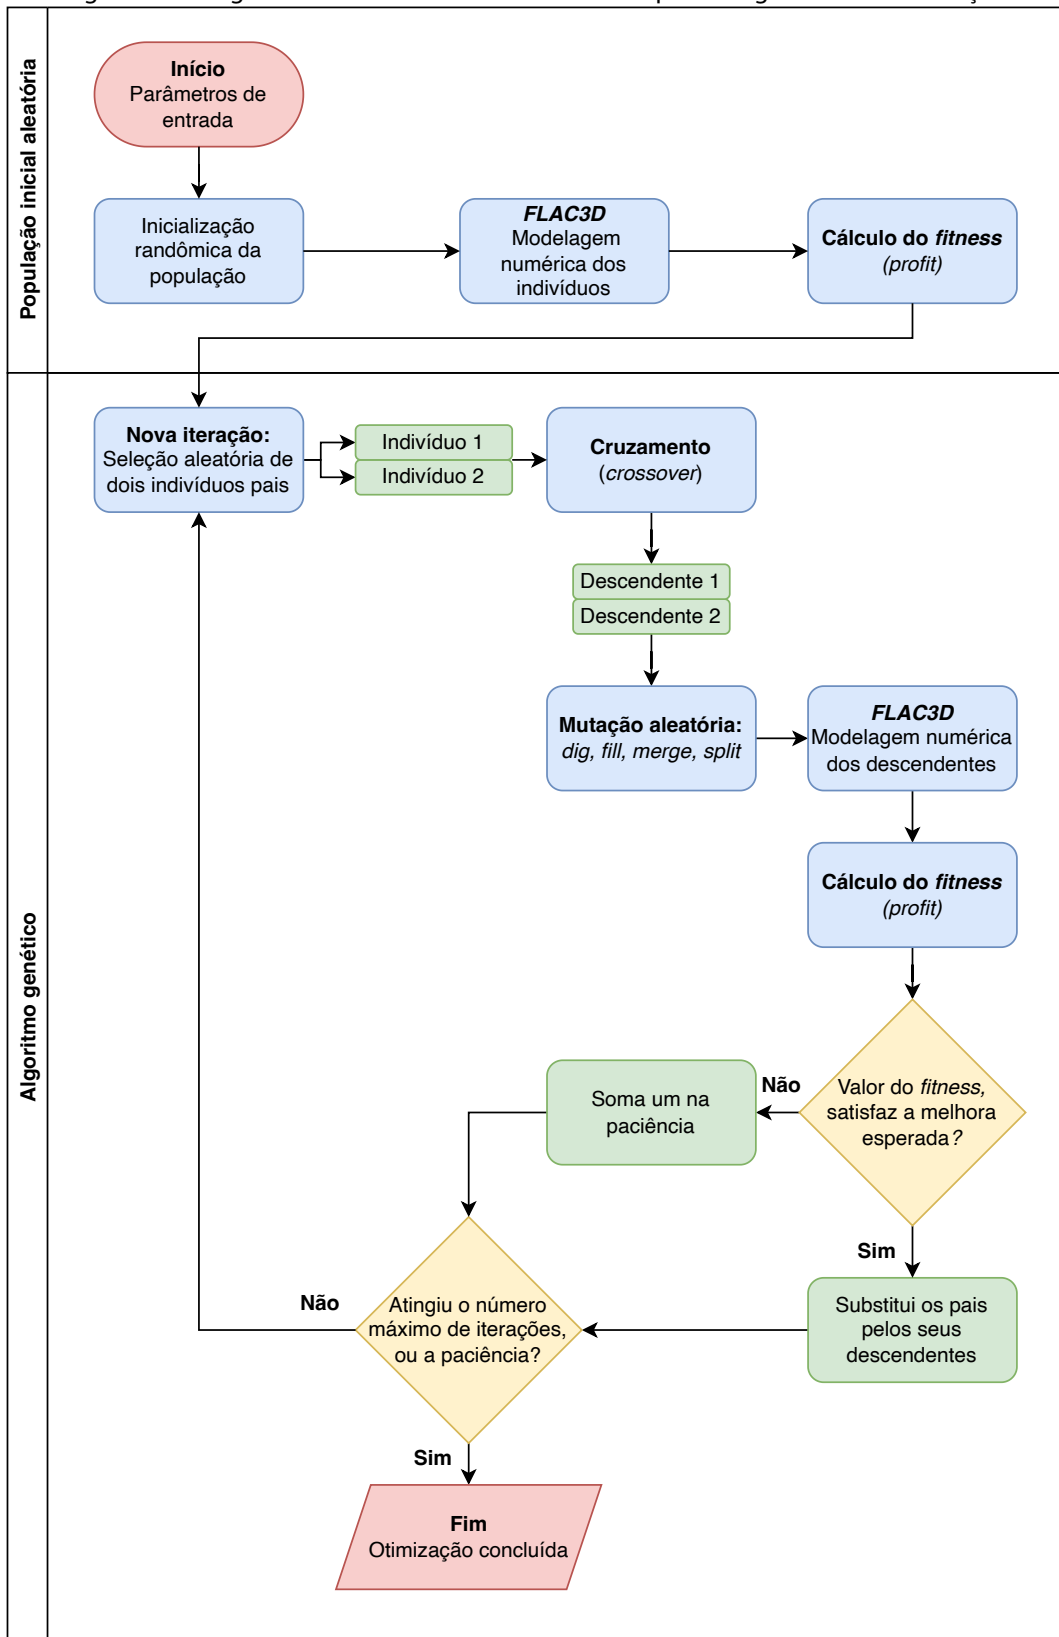 População inicial aleatória
Início
Parâmetros de
entrada
Inicialização
randômica da
população
FLAC3D
Modelagem
numérica dos
indivíduos
Cálculo do fitness
(profit)
Algoritmo genético
Nova iteração:
Seleção aleatória de
dois indivíduos pais
Indivíduo 1
Indivíduo 2
Cruzamento
(crossover)
Descendente 1
Descendente 2
Mutação aleatória:
dig, fill, merge, split
FLAC3D
Modelagem numérica
dos descendentes
Cálculo do fitness
(profit)
Valor do fitness,
satisfaz a melhora
esperada?
Não
Soma um na
paciência
Sim
Substitui os pais
pelos seus
descendentes
Atingiu o número
máximo de iterações,
ou a paciência?
Não
Sim
Fim
Otimização concluída